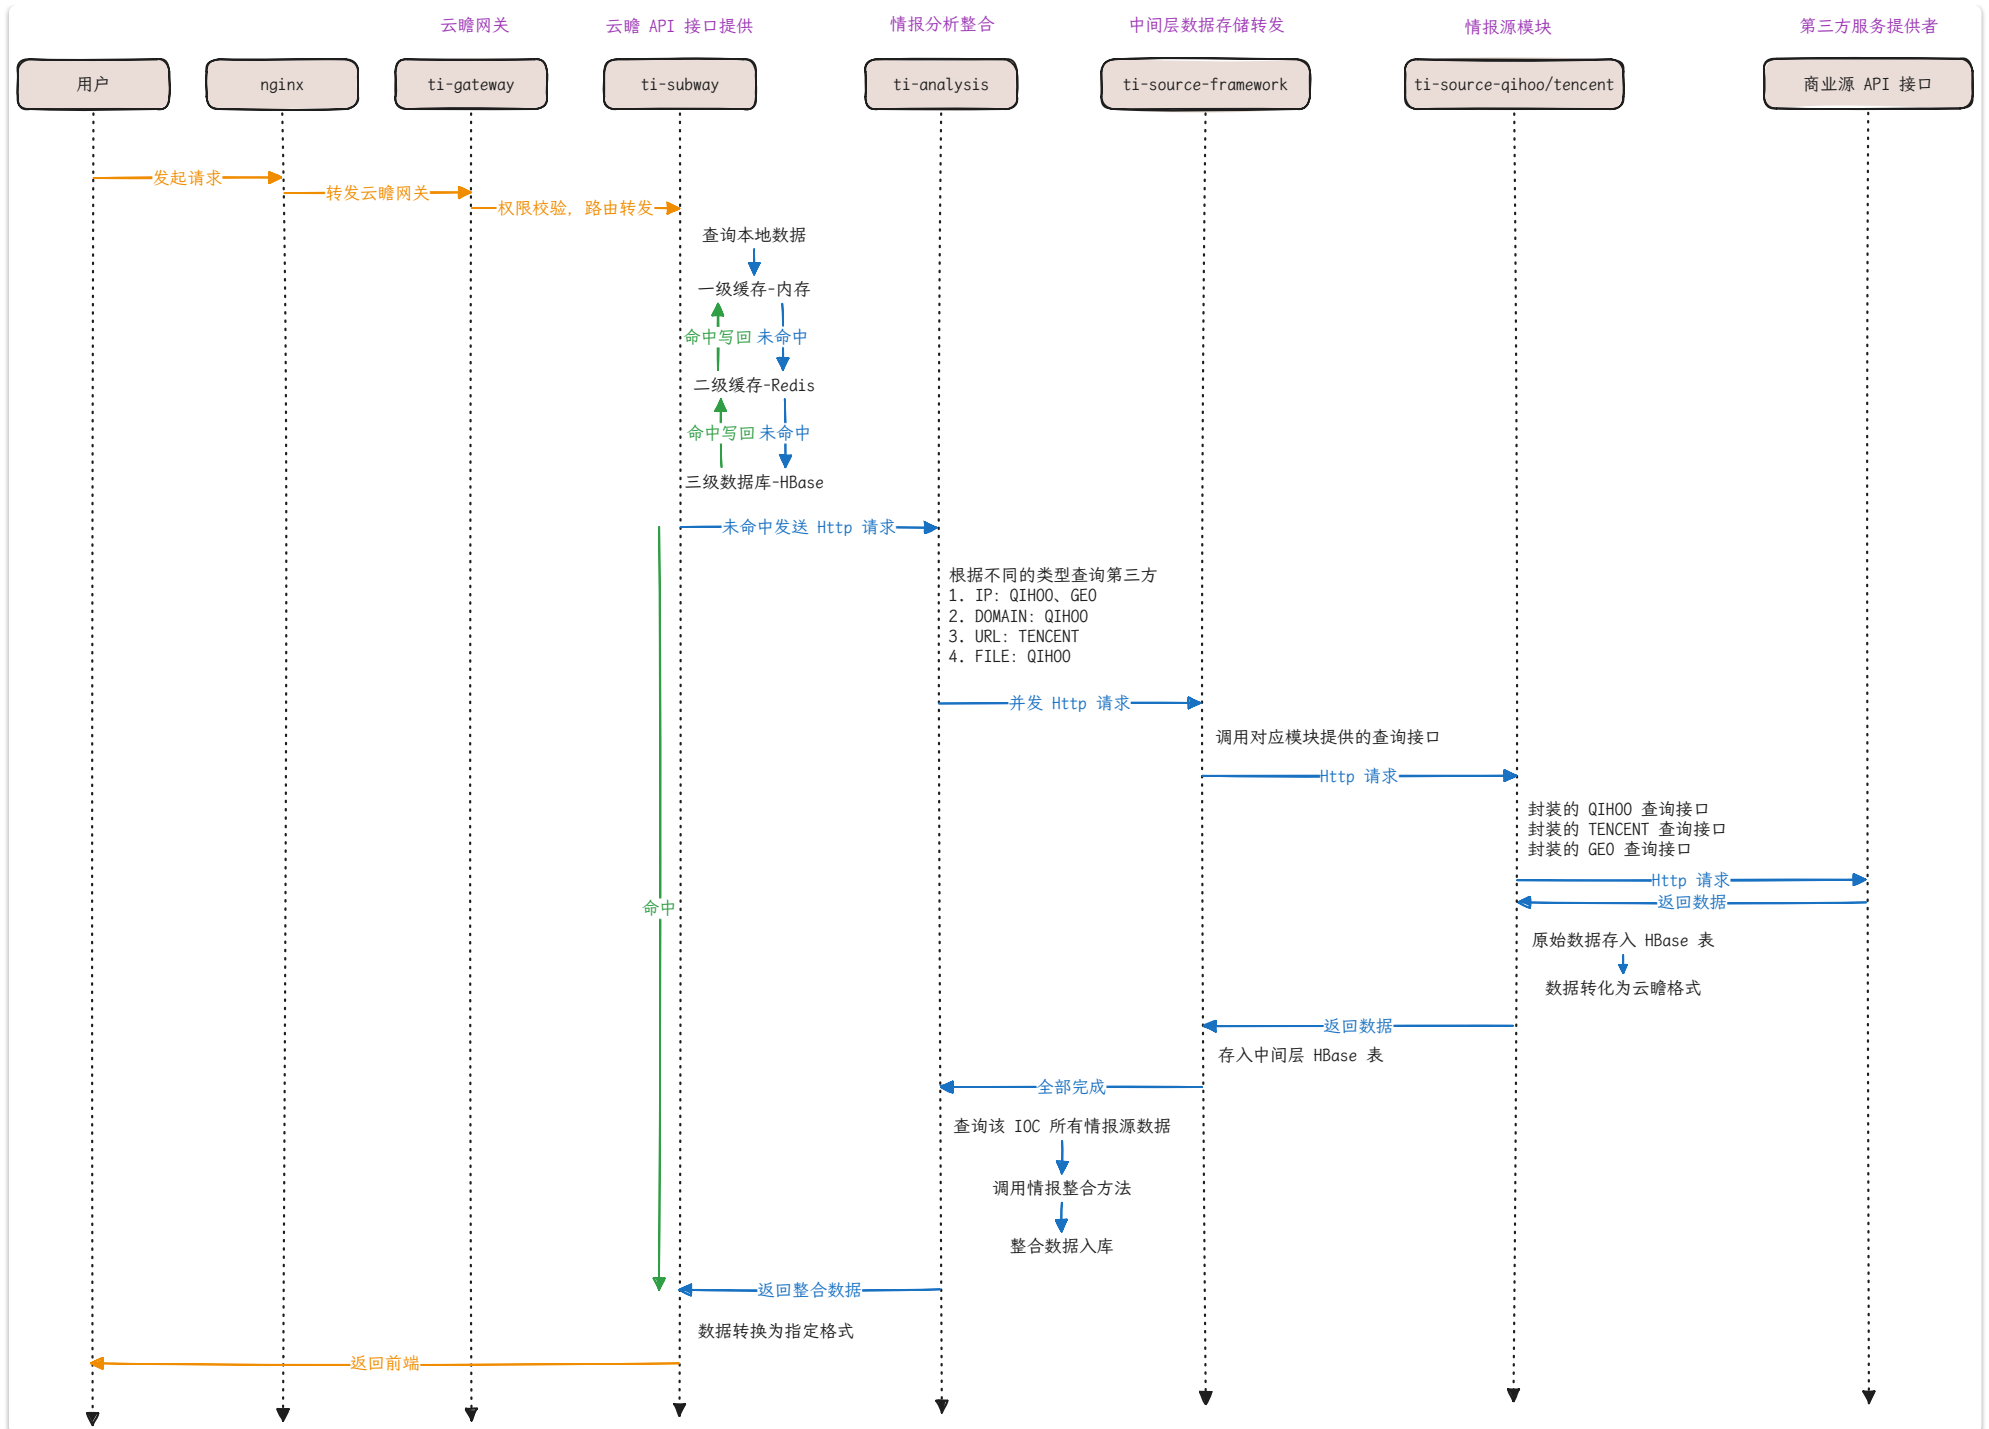 云瞻网关
云瞻 API 接口提供
情报分析整合
中间层数据存储转发
情报源模块
第三方服务提供者
用户
nginx
ti-gateway
ti-subway
ti-analysis
ti-source-framework
ti-source-qihoo/tencent
商业源 API 接口
发起请求
转发云瞻网关
权限校验, 路由转发
查询本地数据
一级缓存-内存
命中写回
未命中
二级缓存-Redis
命中写回
未命中
三级数据库-HBase
未命中发送 Http 请求
根据不同的类型查询第三方
1. IP: QIHOO、GEO
2. DOMAIN: QIHOO
3. URL: TENCENT
4. FILE: QIHOO
并发 Http 请求
调用对应模块提供的查询接口
Http 请求
封装的 QIHOO 查询接口
封装的 TENCENT 查询接口
封装的 GEO 查询接口
Http 请求
返回数据
命中
原始数据存入 HBase 表
数据转化为云瞻格式
返回数据
存入中间层 HBase 表
全部完成
查询该 IOC 所有情报源数据
调用情报整合方法
整合数据入库
返回整合数据
数据转换为指定格式
返回前端